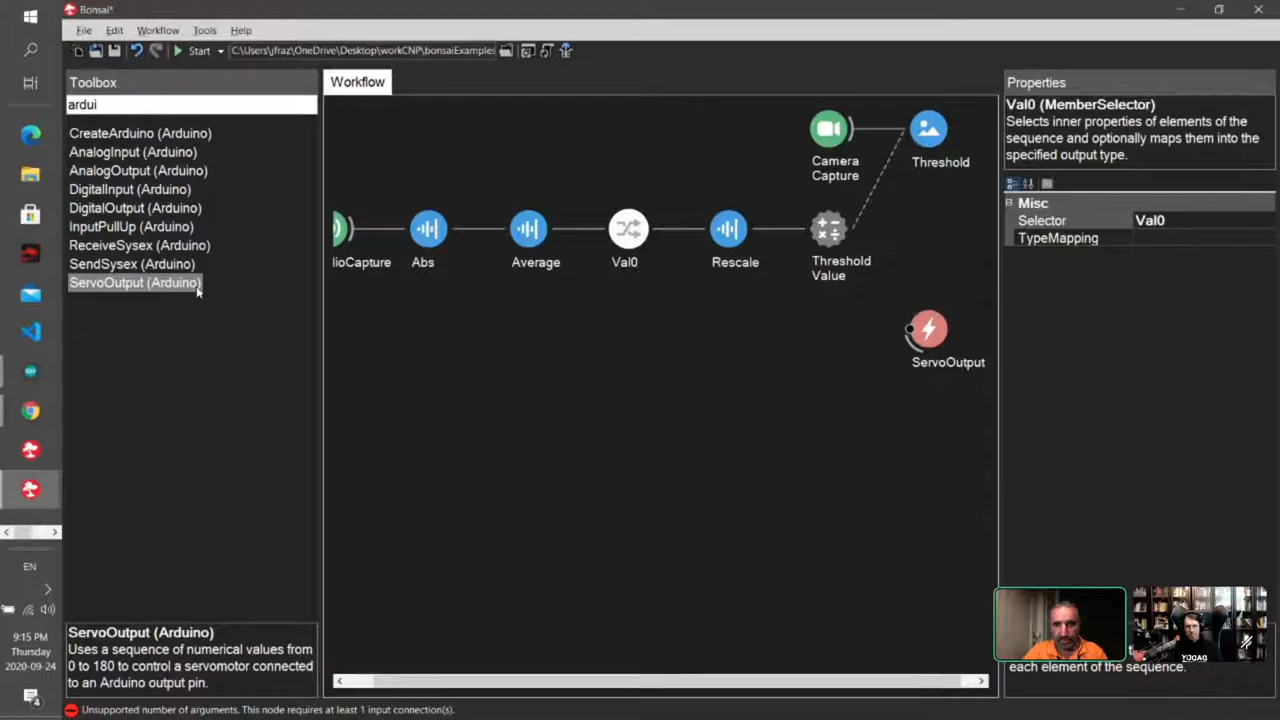 Bonsai*
File Edit Workflow Tools Help
Start C:\Users\jfraz\OneDrive\Desktop\workCNP\bonsaiExamples
Toolbox
ardui
CreateArduino (Arduino)
AnalogInput (Arduino)
AnalogOutput (Arduino)
DigitalInput (Arduino)
DigitalOutput (Arduino)
InputPullUp (Arduino)
ReceiveSysex (Arduino)
SendSysex (Arduino)
ServoOutput (Arduino)
ServoOutput (Arduino)
Uses a sequence of numerical values from
0 to 180 to control a servomotor connected
to an Arduino output pin.
Workflow
Camera
Capture
Threshold
lioCapture
Abs
Average
Val0
Rescale
Threshold
Value
ServoOutput
Properties
Val0 (MemberSelector)
Selects inner properties of elements of the
sequence and optionally maps them into the
specified output type.
Misc
Selector Val0
TypeMapping
each element of the sequence.
EN
9:15 PM
Thursday
2020-09-24
4
Unsupported number of arguments. This node requires at least 1 input connection(s).